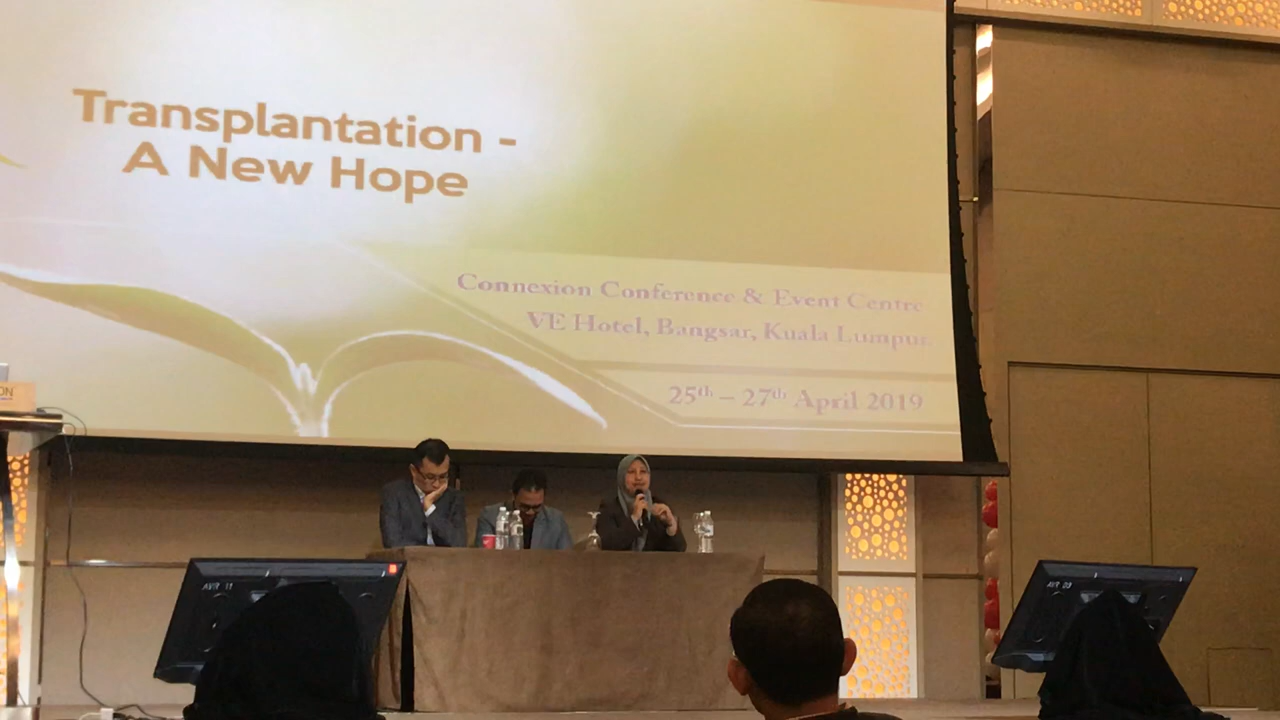 Transplantation -
A New Hope
Connexion Conference & Event Centre
VE Hotel, Bangsar, Kuala Lumpur
25th – 27th April 2019
ON
AVR 11
AVR 03